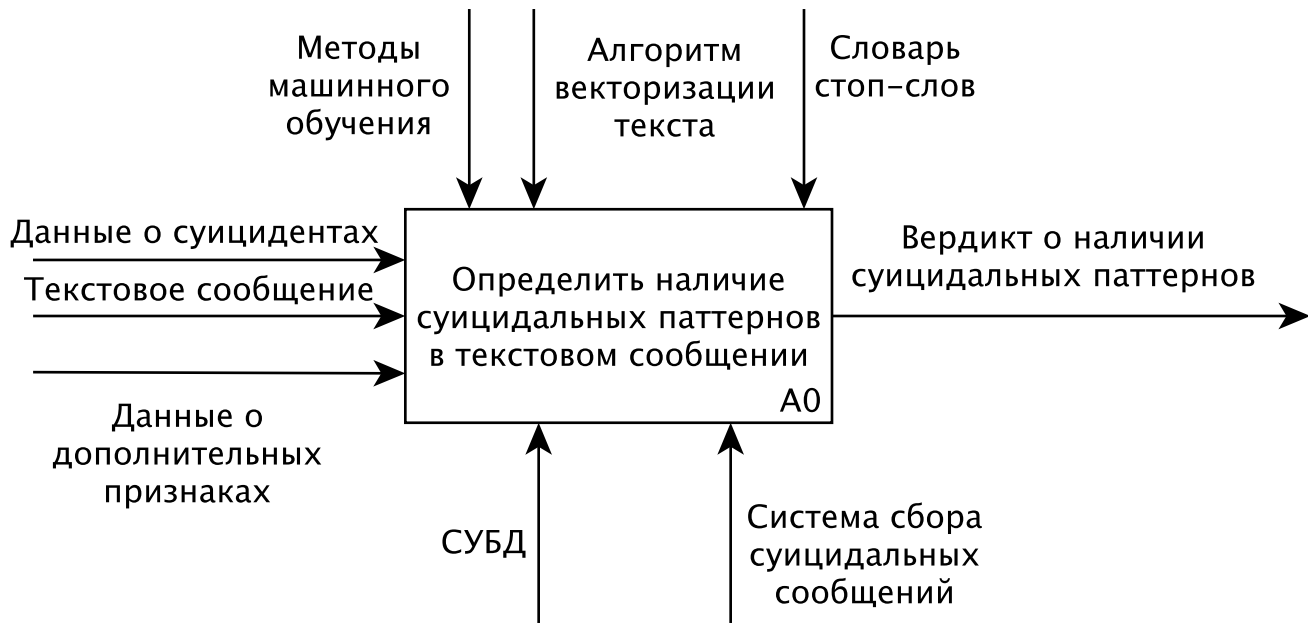 Методы
машинного
обучения
Алгоритм
векторизации
текста
Словарь
стоп-слов
Данные о суицидентах
Текстовое сообщение
Данные о
дополнительных
признаках
Определить наличие
суицидальных паттернов
в текстовом сообщении
A0
Вердикт о наличии
суицидальных паттернов
СУБД
Система сбора
суицидальных
сообщений